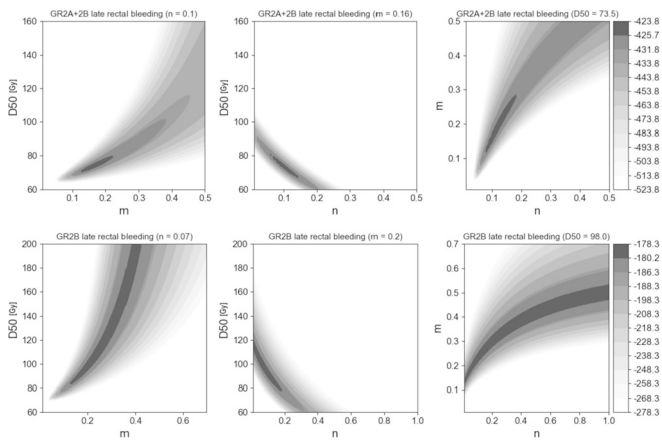 GR2A+2B late rectal bleeding (n = 0.1)
GR2A+2B late rectal bleeding (m = 0.16)
GR2A+2B late rectal bleeding (D50 = 73.5)
160
140
120
100
80
60
D50 [Gy]
0.1 0.2 0.3 0.4 0.5
m
160
140
120
100
80
60
D50 [Gy]
0.1 0.2 0.3 0.4 0.5
n
0.5
0.4
0.3
0.2
0.1
m
0.0 0.1 0.2 0.3 0.4 0.5
n
-423.8
-425.7
-433.8
-443.8
-453.8
-463.8
-473.8
-483.8
-493.8
-503.8
-513.8
-523.8
GR2B late rectal bleeding (n = 0.07)
GR2B late rectal bleeding (m = 0.2)
GR2B late rectal bleeding (D50 = 98.0)
200
180
160
140
120
100
80
60
D50 [Gy]
0.2 0.4 0.6
m
200
180
160
140
120
100
80
60
D50 [Gy]
0.2 0.4 0.6 0.8 1.0
n
0.7
0.6
0.5
0.4
0.3
0.2
0.1
m
0.2 0.4 0.6 0.8 1.0
n
-178.3
-180.2
-188.3
-198.3
-208.3
-218.3
-228.3
-238.3
-248.3
-258.3
-268.3
-278.3